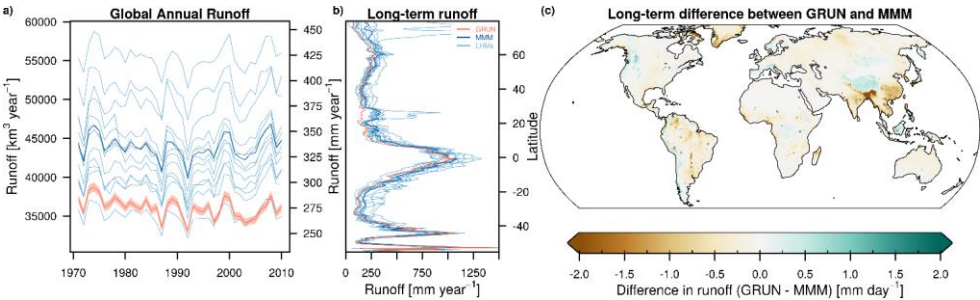 a)
Global Annual Runoff
60000
55000
50000
45000
40000
35000
Runoff [km³ year⁻¹]
450
425
400
375
350
325
300
275
250
Runoff [mm year⁻¹]
1970 1980 1990 2000 2010
b)
Long-term runoff
GRUN
MMM
LHMs
60
40
20
0
-20
-40
Latitude
0 250 750 1250
Runoff [mm year⁻¹]
(c)
Long-term difference between GRUN and MMM
-2.0 -1.5 -1.0 -0.5 0.0 0.5 1.0 1.5 2.0
Difference in runoff (GRUN - MMM) [mm day⁻¹]